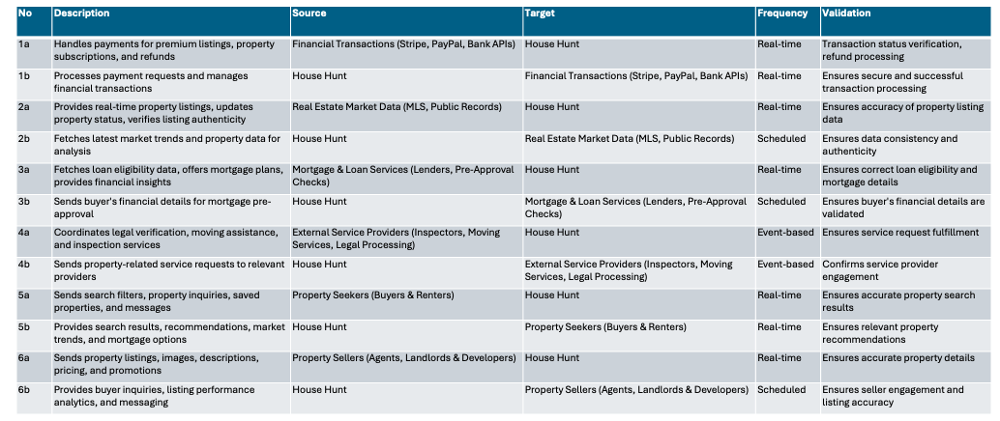 No Description Source Target Frequency Validation
1a Handles payments for premium listings, property Financial Transactions (Stripe, PayPal, Bank APIs) House Hunt Real-time Transaction status verification,
subscriptions, and refunds refund processing
1b Processes payment requests and manages House Hunt Financial Transactions (Stripe, PayPal, Bank APIs) Real-time Ensures secure and successful
financial transactions transaction processing
2a Provides real-time property listings, updates Real Estate Market Data (MLS, Public Records) House Hunt Real-time Ensures accuracy of property listing
property status, verifies listing authenticity data
2b Fetches latest market trends and property data for House Hunt Real Estate Market Data (MLS, Public Records) Scheduled Ensures data consistency and
analysis authenticity
3a Fetches loan eligibility data, offers mortgage plans, Mortgage & Loan Services (Lenders, Pre-Approval House Hunt Real-time Ensures correct loan eligibility and
provides financial insights Checks) mortgage details
3b Sends buyer's financial details for mortgage pre- House Hunt Mortgage & Loan Services (Lenders, Pre-Approval Scheduled Ensures buyer's financial details are
approval Checks) validated
4a Coordinates legal verification, moving assistance, External Service Providers (Inspectors, Moving House Hunt Event-based Ensures service request fulfillment
and inspection services Services, Legal Processing)
4b Sends property-related service requests to relevant House Hunt External Service Providers (Inspectors, Moving Event-based Confirms service provider
providers Services, Legal Processing) engagement
5a Sends search filters, property inquiries, saved Property Seekers (Buyers & Renters) House Hunt Real-time Ensures accurate property search
properties, and messages results
5b Provides search results, recommendations, market House Hunt Property Seekers (Buyers & Renters) Real-time Ensures relevant property
trends, and mortgage options recommendations
6a Sends property listings, images, descriptions, Property Sellers (Agents, Landlords & Developers) House Hunt Real-time Ensures accurate property details
pricing, and promotions
6b Provides buyer inquiries, listing performance House Hunt Property Sellers (Agents, Landlords & Developers) Scheduled Ensures seller engagement and
analytics, and messaging listing accuracy